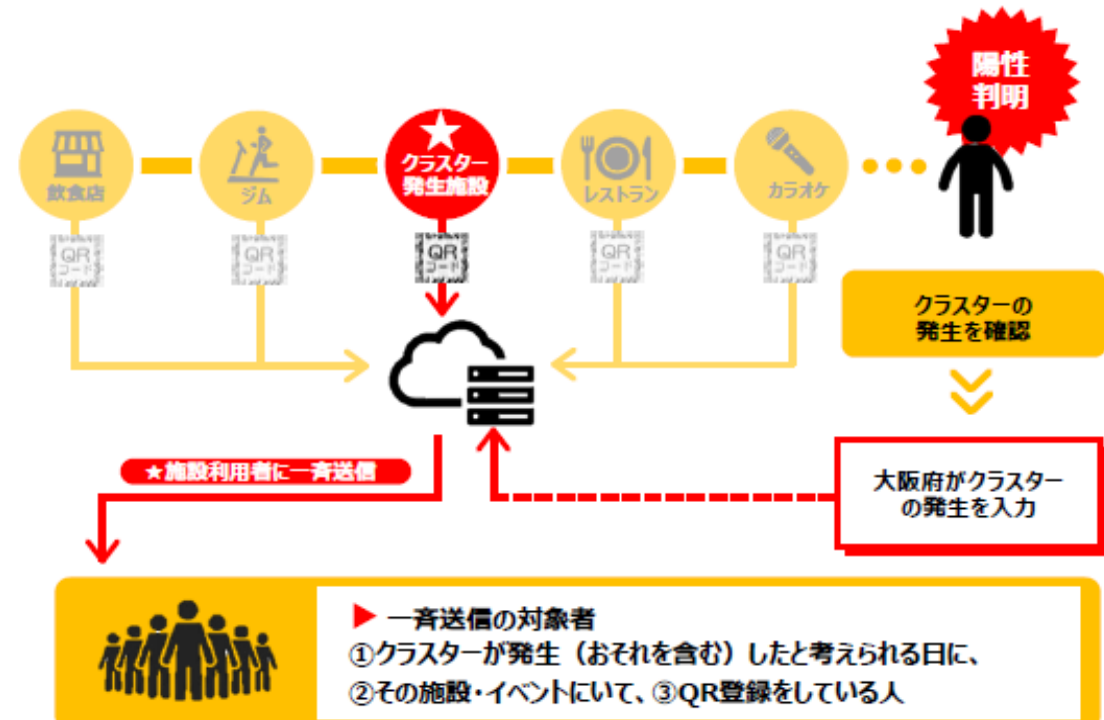 陽性
判明
飲食店
ジム
クラスター
発生施設
レストラン
カラオケ
QR
コード
QR
コード
QR
コード
QR
コード
QR
コード
クラスターの
発生を確認
大阪府がクラスター
の発生を入力
★施設利用者に一斉送信
▶ 一斉送信の対象者
①クラスターが発生（おそれを含む）したと考えられる日に、
②その施設・イベントにいて、③QR登録をしている人